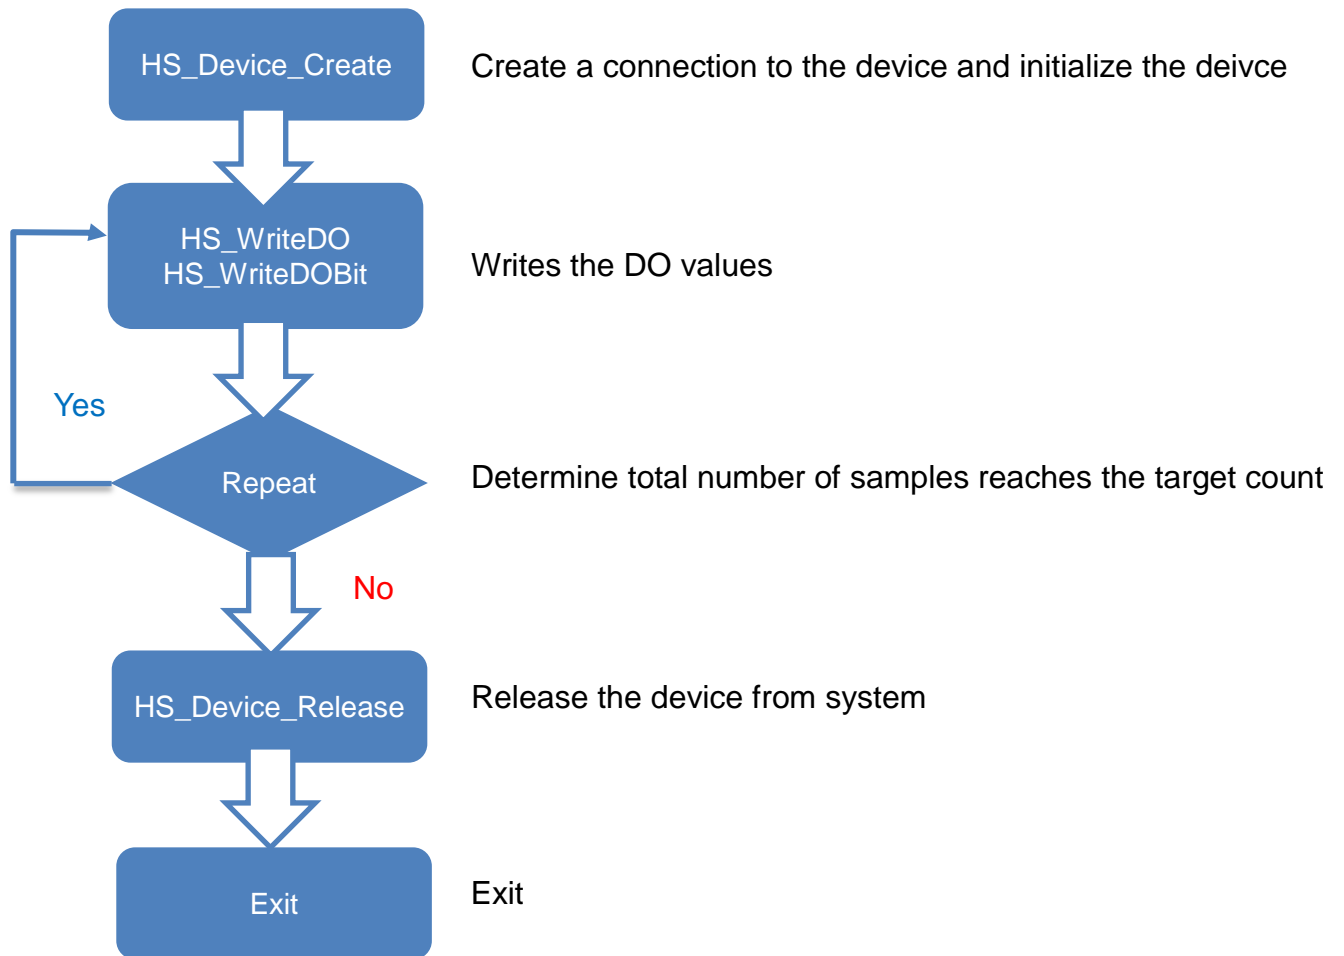 HS_Device_Create
Create a connection to the device and initialize the deivce
HS_WriteDO
HS_WriteDOBit
Writes the DO values
Yes
Repeat
Determine total number of samples reaches the target count
No
HS_Device_Release
Release the device from system
Exit
Exit